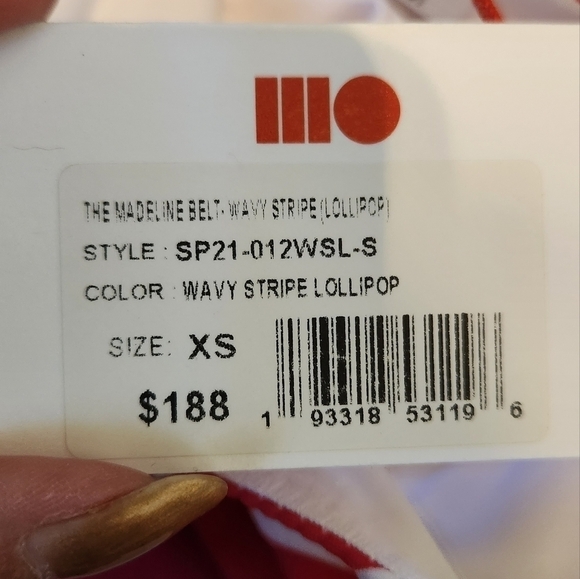 THE MADELINE BELT- WAVY STRIPE(LOLLIPOP)
STYLE : SP21-012WSL-S
COLOR : WAVY STRIPE LOLLIPOP
SIZE: XS
$188
1 93318 53119 6